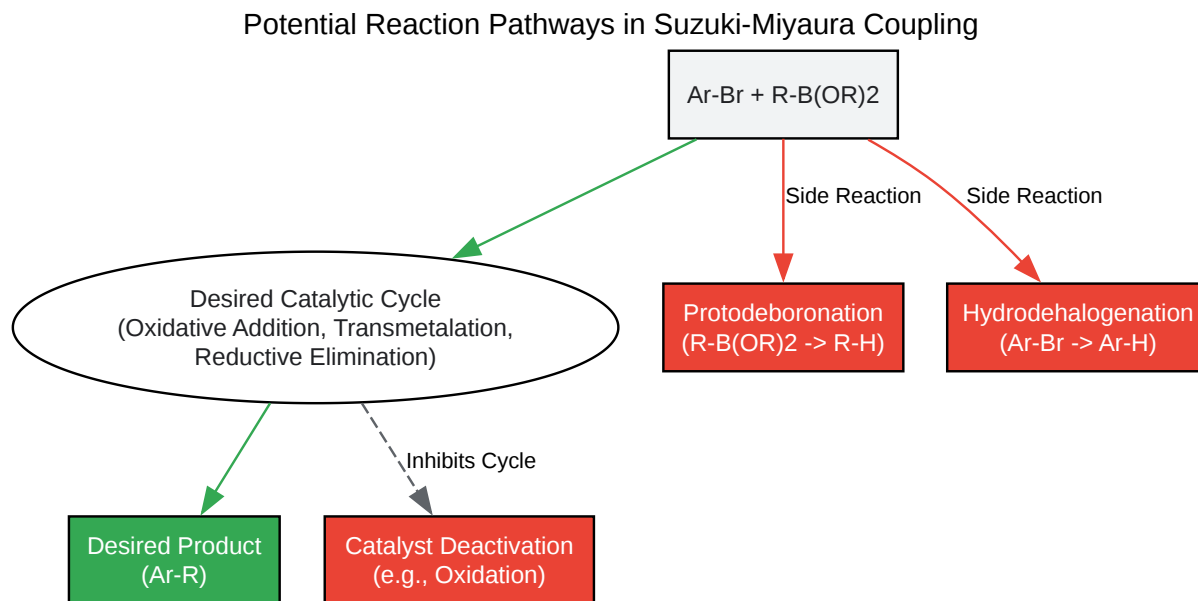 Potential Reaction Pathways in Suzuki-Miyaura Coupling
Ar-Br + R-B(OR)2
Side Reaction
Side Reaction
Desired Catalytic Cycle
(Oxidative Addition, Transmetalation,
Reductive Elimination)
Protodeboronation
(R-B(OR)2 -> R-H)
Hydrodehalogenation
(Ar-Br -> Ar-H)
Inhibits Cycle
Desired Product
(Ar-R)
Catalyst Deactivation
(e.g., Oxidation)